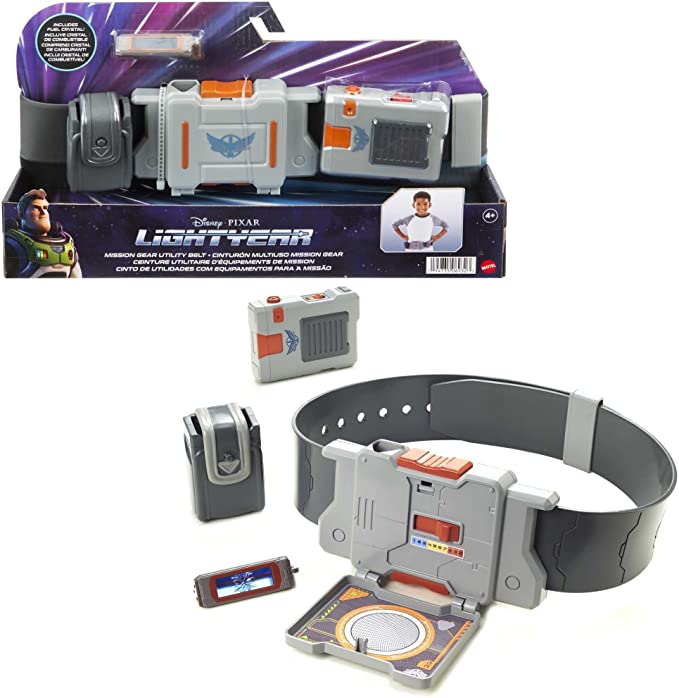 INCLUDES
FUEL CRYSTAL!
INCLUYE CRISTAL
DE COMBUSTIBLE
COMPREND CRISTAL
DE CARBURANT!
INCLUI CRISTAL DE
COMBUSTÍVEL!
Disney · PIXAR
LIGHTYEAR
MISSION GEAR UTILITY BELT • CINTURÓN MULTIUSO MISSION GEAR
CEINTURE UTILITAIRE D'ÉQUIPEMENTS DE MISSION
CINTO DE UTILIDADES COM EQUIPAMENTOS PARA A MISSÃO
4+
MATTEL